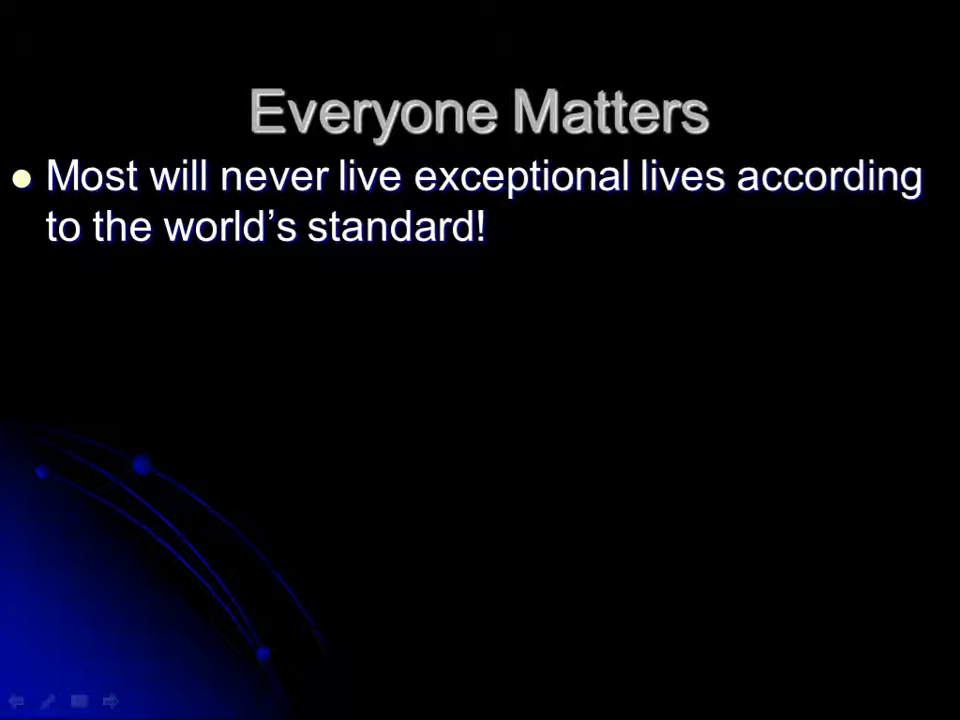 Everyone Matters
Most will never live exceptional lives according
to the world’s standard!